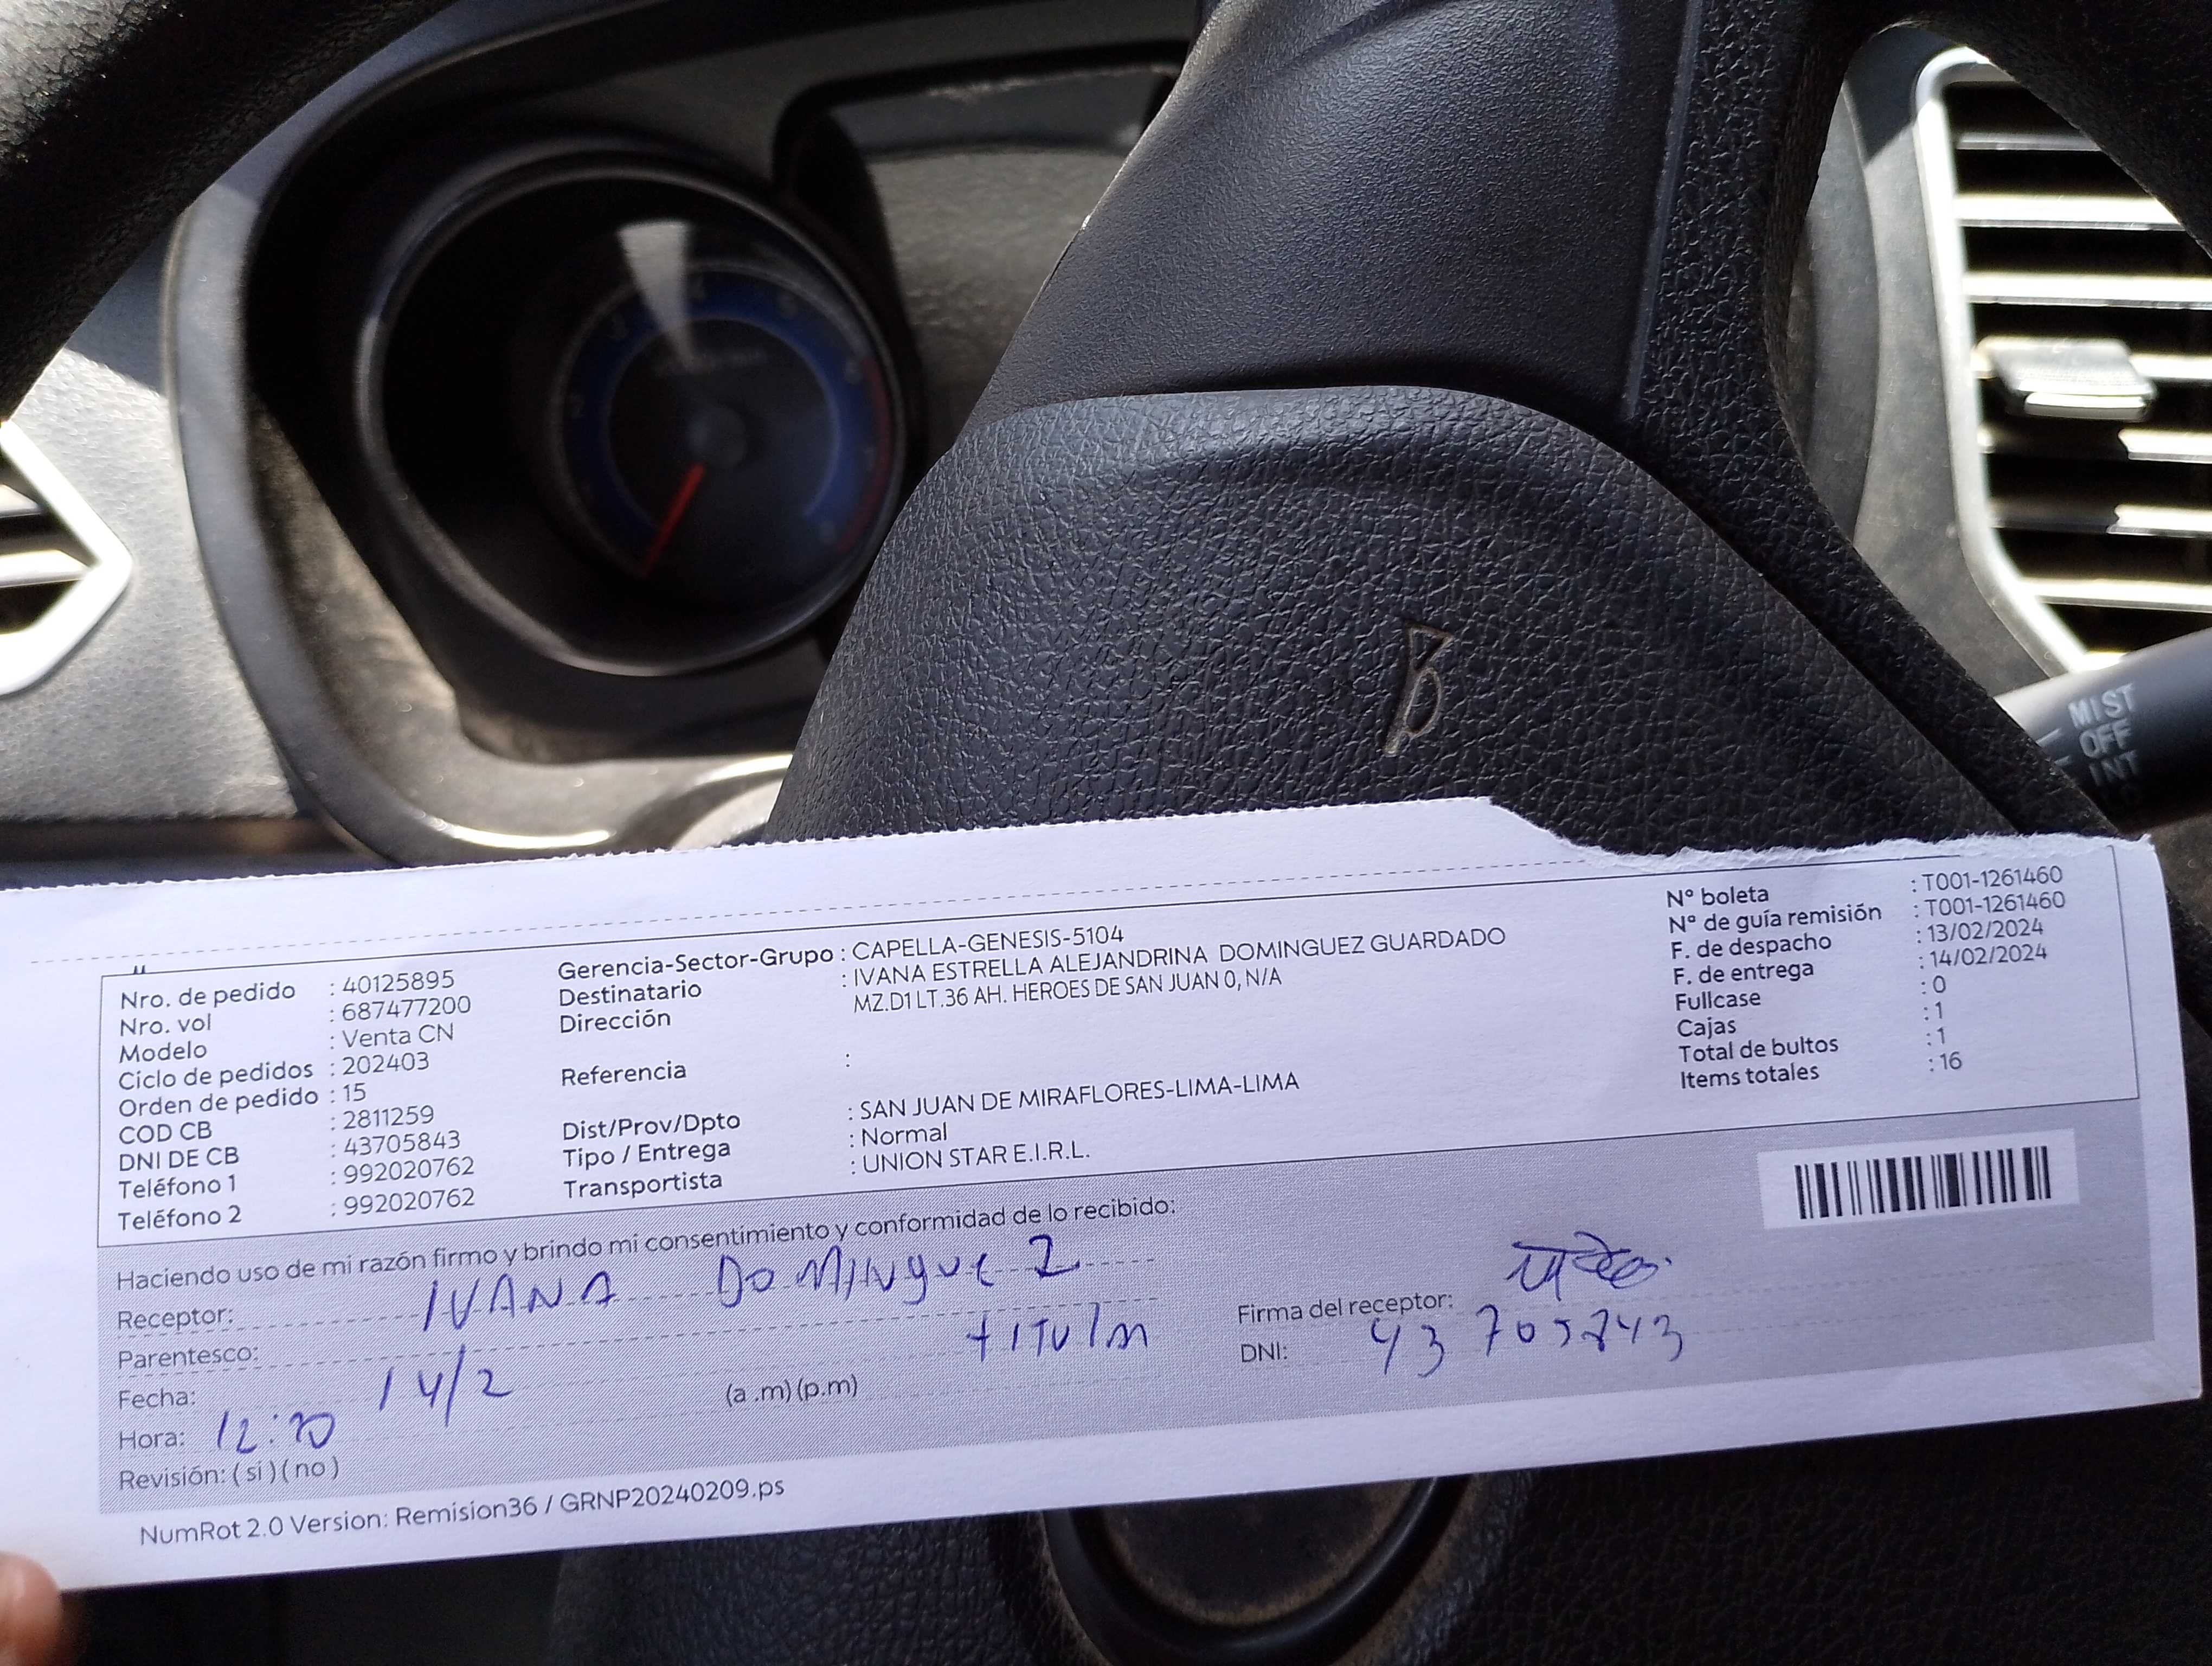 MIST
OFF
INT
Nro. de pedido : 40125895
Nro. vol : 687477200
Modelo : Venta CN
Ciclo de pedidos : 202403
Orden de pedido : 15
COD CB : 2811259
DNI DE CB : 43705843
Teléfono 1 : 992020762
Teléfono 2 : 992020762
Gerencia-Sector-Grupo : CAPELLA-GENESIS-5104
Destinatario : IVANA ESTRELLA ALEJANDRINA DOMINGUEZ GUARDADO
Dirección MZ.D1 LT.36 AH. HEROES DE SAN JUAN 0, N/A
Referencia :
Dist/Prov/Dpto : SAN JUAN DE MIRAFLORES-LIMA-LIMA
Tipo / Entrega : Normal
Transportista : UNION STAR E.I.R.L.
Nº boleta : T001-1261460
Nº de guía remisión : T001-1261460
F. de despacho : 13/02/2024
F. de entrega : 14/02/2024
Fullcase : 0
Cajas : 1
Total de bultos : 1
Items totales : 16
Haciendo uso de mi razón firmo y brindo mi consentimiento y conformidad de lo recibido:
Receptor: IVANA DOMINguez
Parentesco: titular
Fecha: 14/2
Hora: 12:20 (a .m) (p.m)
Revisión: ( si ) ( no )
Firma del receptor:
DNI: 43705843
NumRot 2.0 Version: Remision36 / GRNP20240209.ps